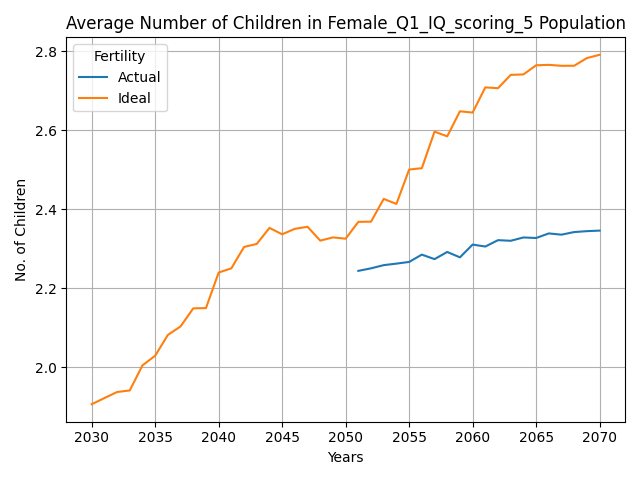 Average Number of Children in Female_Q1_IQ_scoring_5 Population
Fertility
Actual
Ideal
No. of Children
2.8
2.6
2.4
2.2
2.0
2030 2035 2040 2045 2050 2055 2060 2065 2070
Years